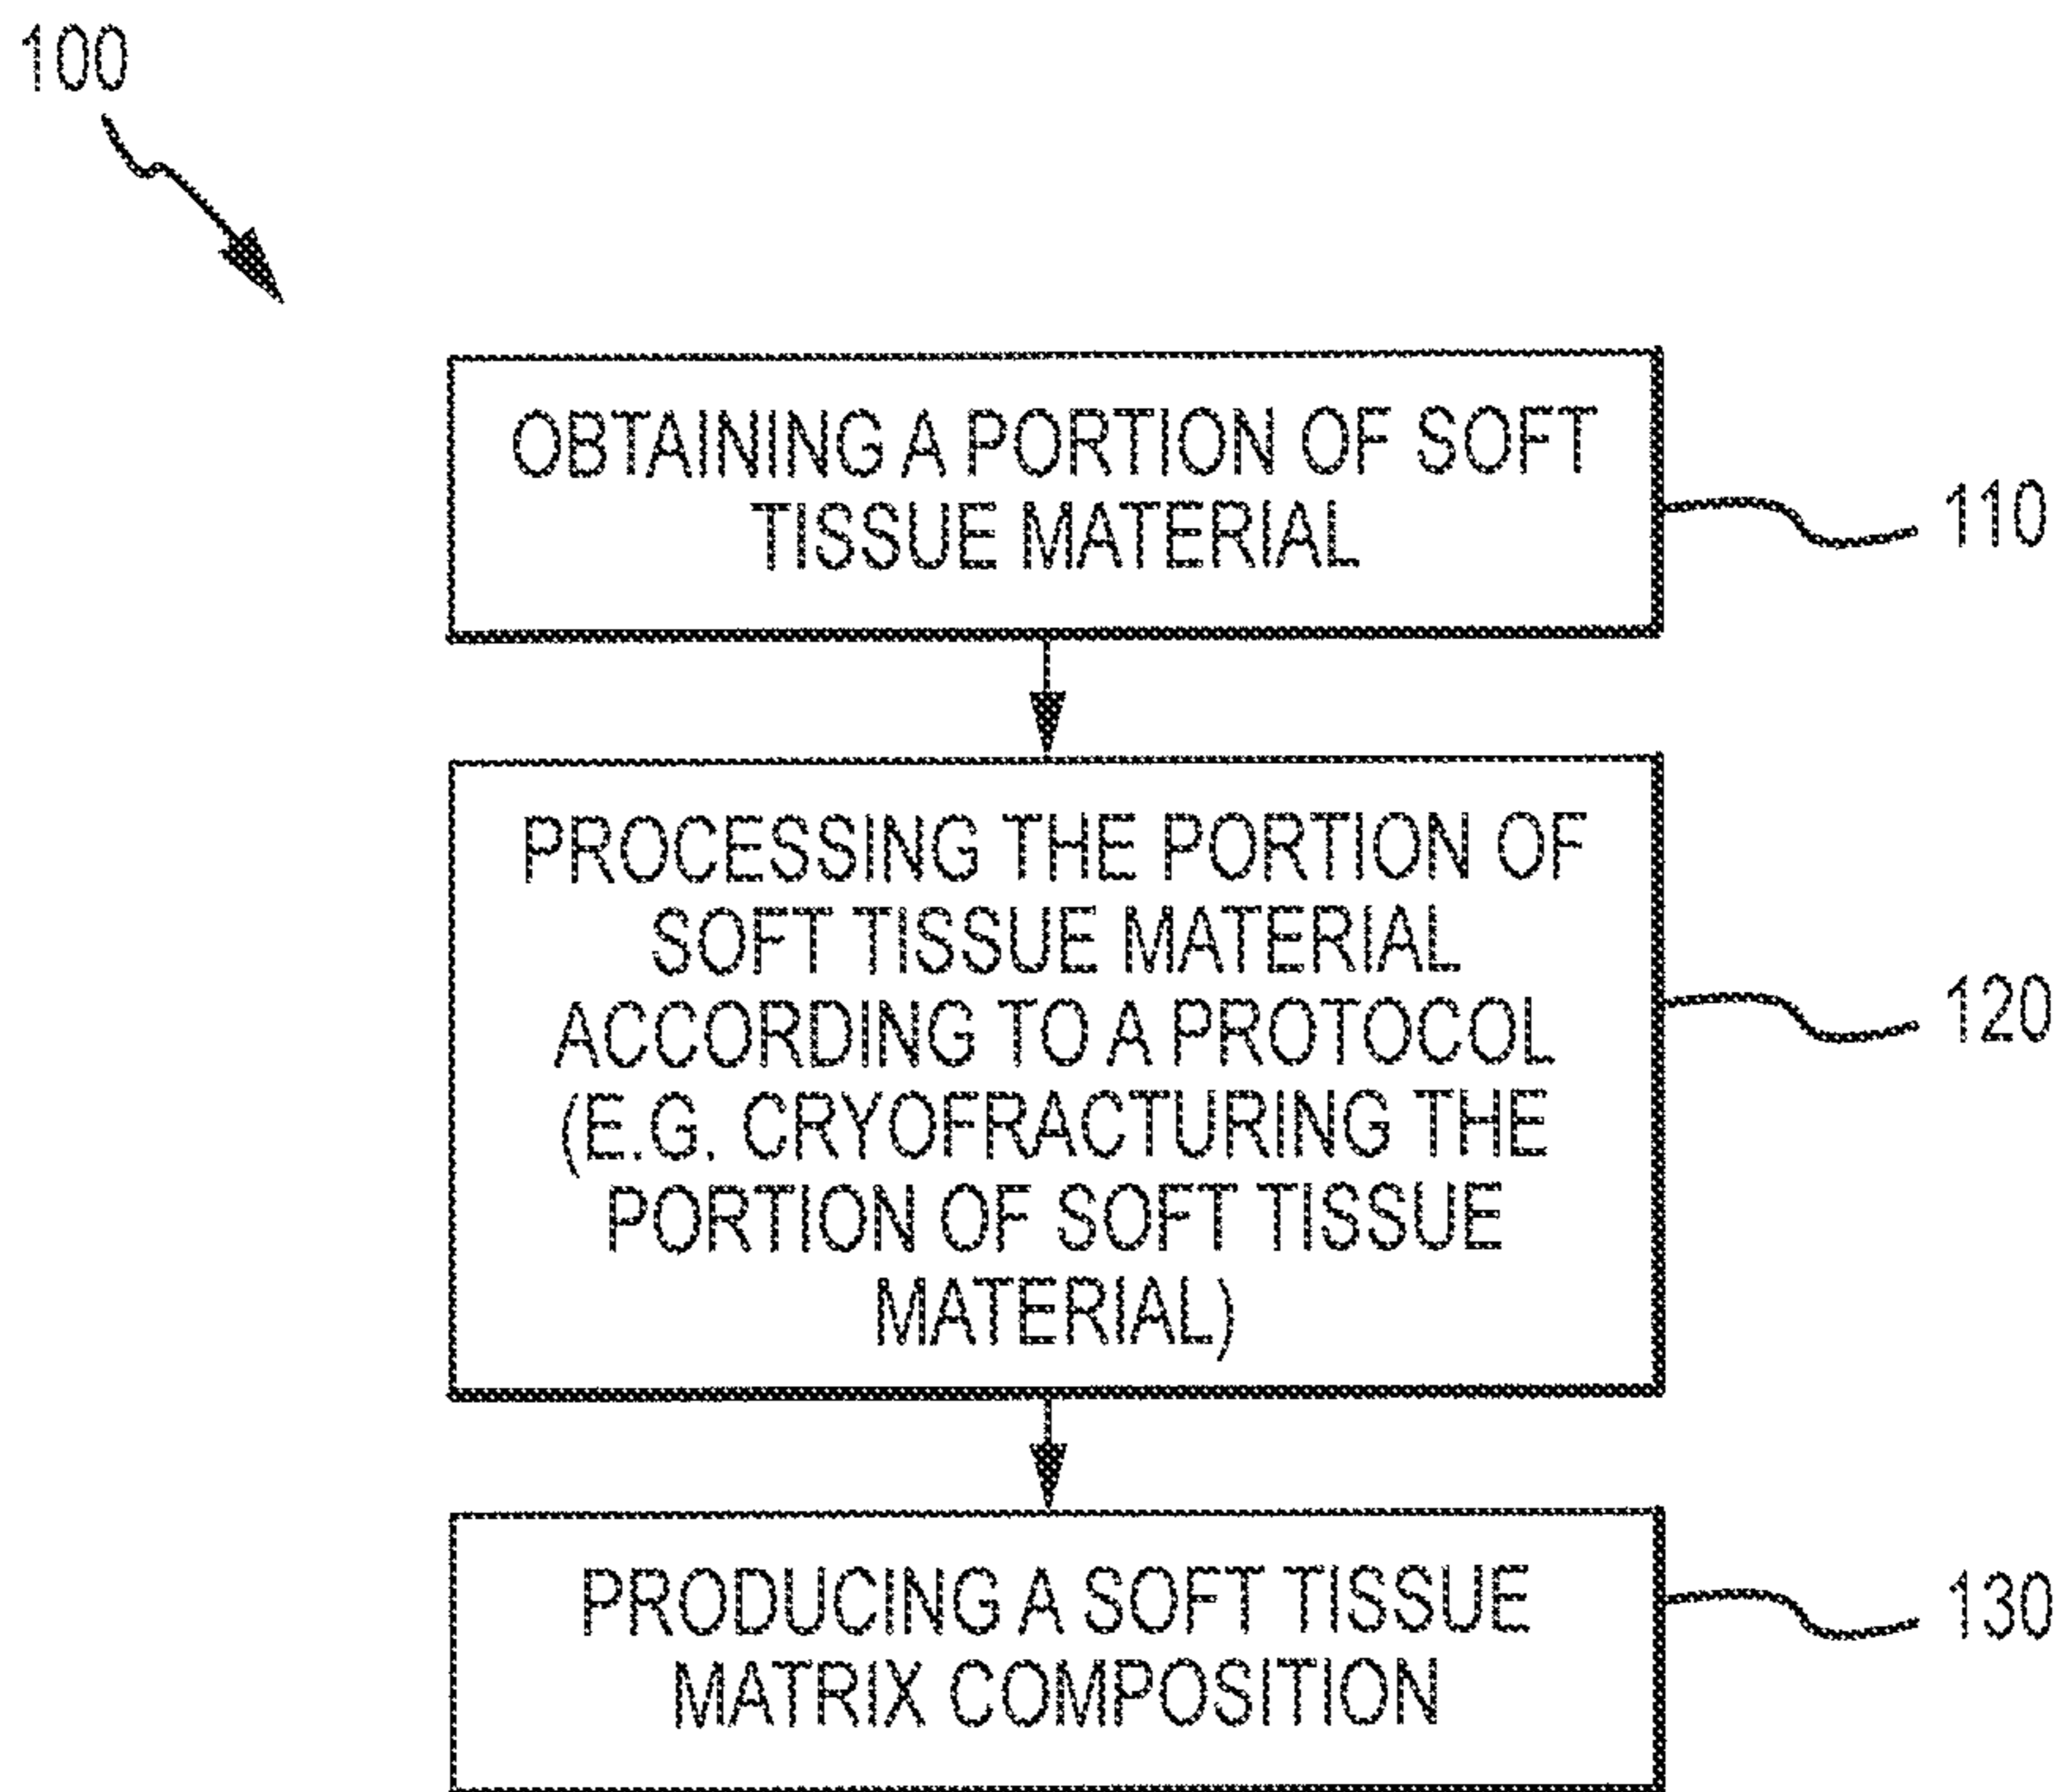 100
OBTAINING A PORTION OF SOFT
TISSUE MATERIAL
110
PROCESSING THE PORTION OF
SOFT TISSUE MATERIAL
ACCORDING TO A PROTOCOL
(E.G. CRYOFRACTURING THE
PORTION OF SOFT TISSUE
MATERIAL)
120
PRODUCING A SOFT TISSUE
MATRIX COMPOSITION
130